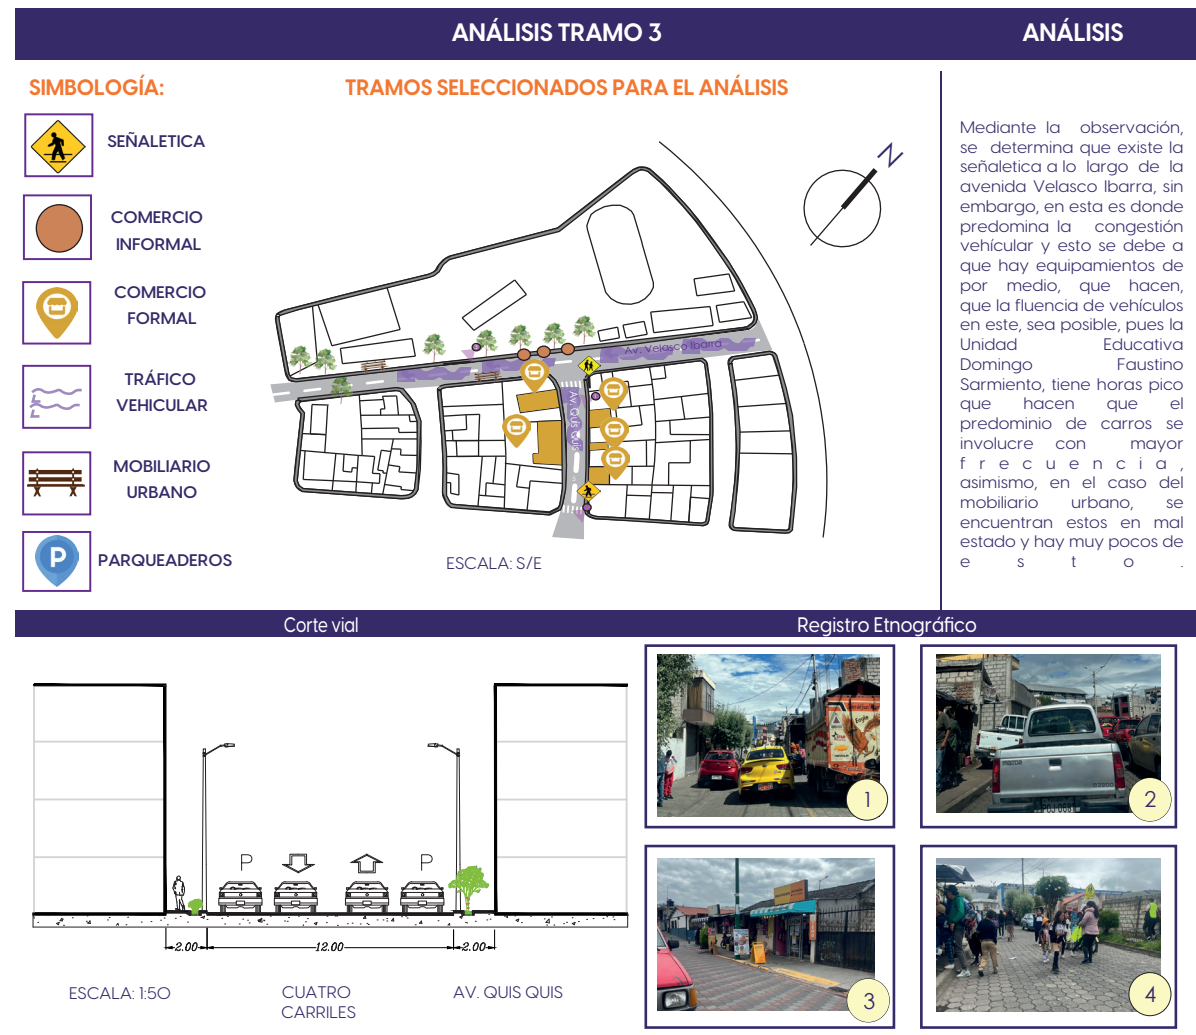 ANÁLISIS TRAMO 3
ANÁLISIS
SIMBOLOGÍA:
TRAMOS SELECCIONADOS PARA EL ANÁLISIS
SEÑALETICA
COMERCIO
INFORMAL
COMERCIO
FORMAL
TRÁFICO
VEHICULAR
MOBILIARIO
URBANO
P
PARQUEADEROS
N
Av. Velasco Ibarra
AV. QUIS QUIS
ESCALA: S/E
Mediante la observación,
se determina que existe la
señaletica a lo largo de la
avenida Velasco Ibarra, sin
embargo, en esta es donde
predomina la congestión
vehícular y esto se debe a
que hay equipamientos de
por medio, que hacen,
que la fluencia de vehículos
en este, sea posible, pues la
Unidad Educativa
Domingo Faustino
Sarmiento, tiene horas pico
que hacen que el
predominio de carros se
involucre con mayor
frecuencia,
asimismo, en el caso del
mobiliario urbano, se
encuentran estos en mal
estado y hay muy pocos de
esto.
Corte vial
Registro Etnográfico
P
P
2.00
12.00
2.00
ESCALA: 1:50
CUATRO
CARRILES
AV. QUIS QUIS
1
mazda
2
3
4